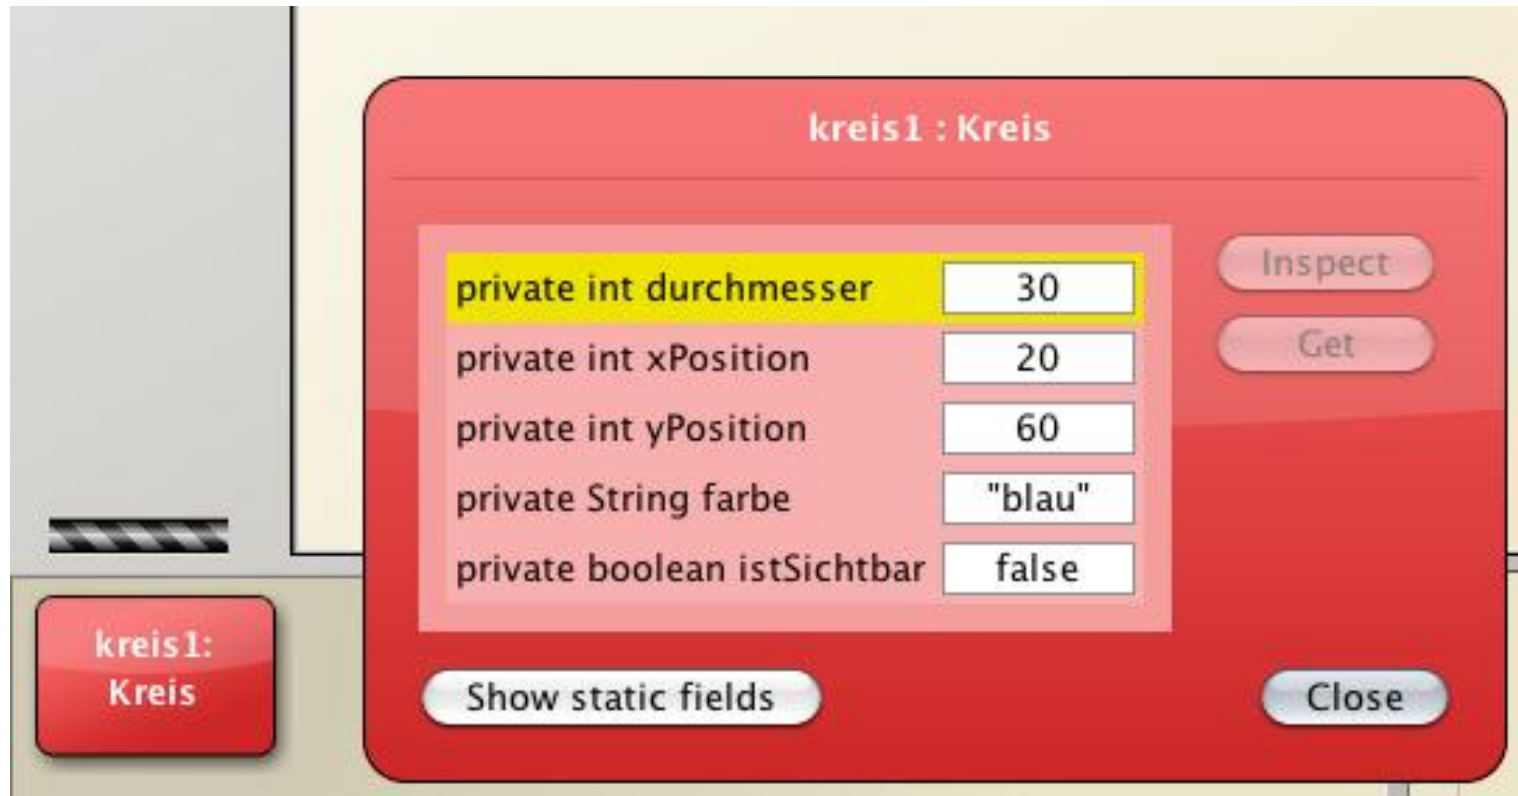 kreis1 : Kreis
private int durchmesser 30
Inspect
private int xPosition 20
Get
private int yPosition 60
private String farbe "blau"
private boolean istSichtbar false
kreis1:
Kreis
Show static fields
Close